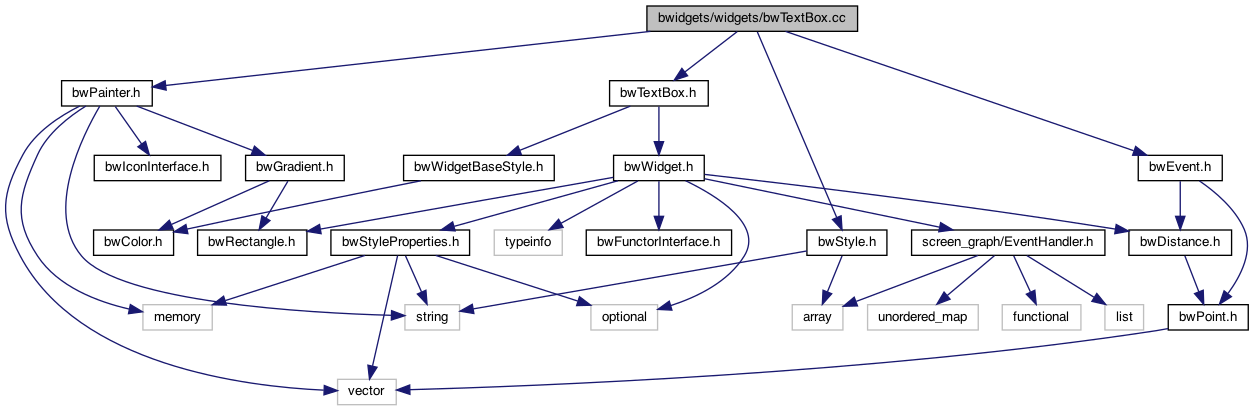 bwidgets/widgets/bwTextBox.cc
bwPainter.h
bwTextBox.h
bwIconInterface.h
bwGradient.h
bwWidgetBaseStyle.h
bwWidget.h
bwEvent.h
bwColor.h
bwRectangle.h
bwStyleProperties.h
typeinfo
bwFunctorInterface.h
bwStyle.h
screen_graph/EventHandler.h
bwDistance.h
memory
string
optional
array
unordered_map
functional
list
bwPoint.h
vector